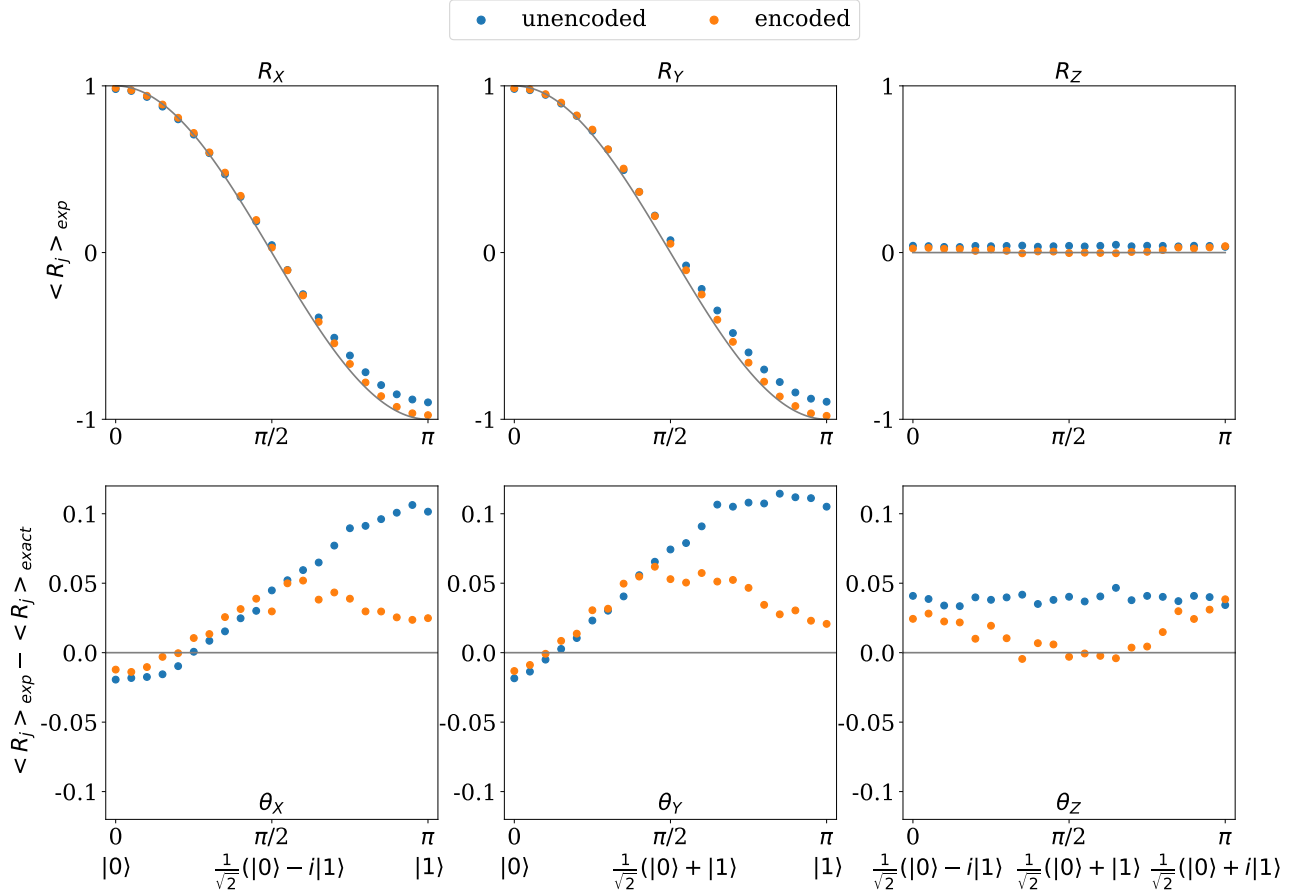 unencoded encoded
R_X R_Y R_Z
< R_j >_exp
1 1 1
0 0 0
-1 -1 -1
0 π/2 π 0 π/2 π 0 π/2 π
< R_j >_exp − < R_j >_exact
0.1 0.1 0.1
0.05 0.05 0.05
0.0 0.0 0.0
-0.05 -0.05 -0.05
-0.1 -0.1 -0.1
θ_X θ_Y θ_Z
0 π/2 π 0 π/2 π 0 π/2 π
|0⟩ 1/√2(|0⟩ − i|1⟩ |1⟩ |0⟩ 1/√2(|0⟩ + |1⟩ |1⟩ 1/√2(|0⟩ − i|1⟩ 1/√2(|0⟩ + |1⟩ 1/√2(|0⟩ + i|1⟩